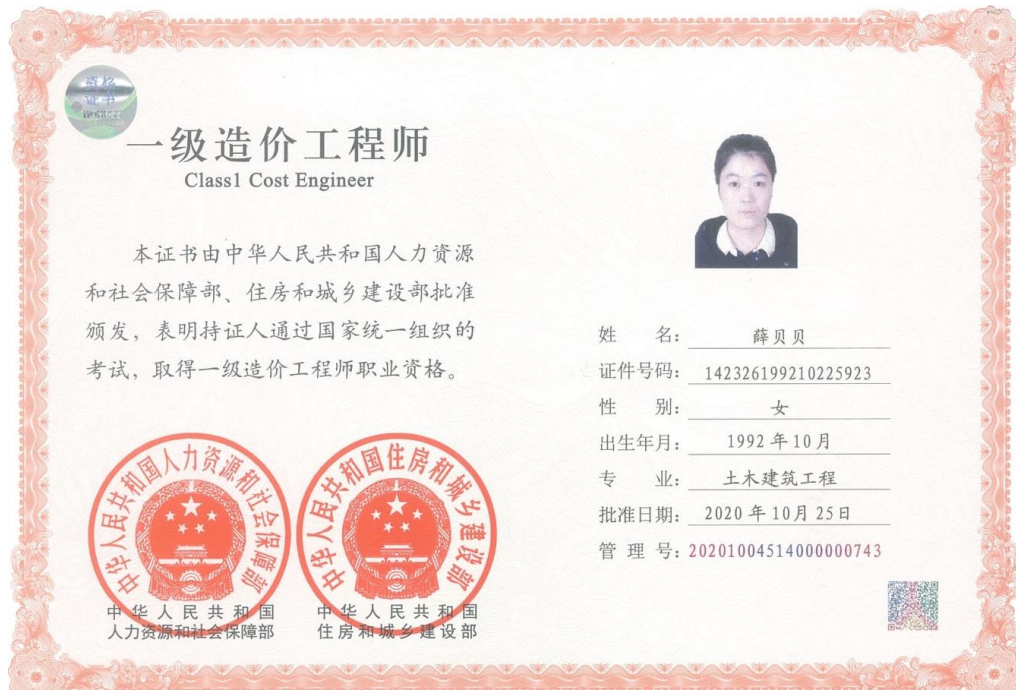 资格
证书
一级造价工程师
Class1 Cost Engineer
本证书由中华人民共和国人力资源
和社会保障部、住房和城乡建设部批准
颁发，表明持证人通过国家统一组织的
考试，取得一级造价工程师职业资格。
中华人民共和国人力资源和社会保障部
中华人民共和国
人力资源和社会保障部
中华人民共和国住房和城乡建设部
中华人民共和国
住房和城乡建设部
姓 名：薛贝贝
证件号码：142326199210225923
性 别：女
出生年月：1992年10月
专 业：土木建筑工程
批准日期：2020年10月25日
管 理 号：20201004514000000743